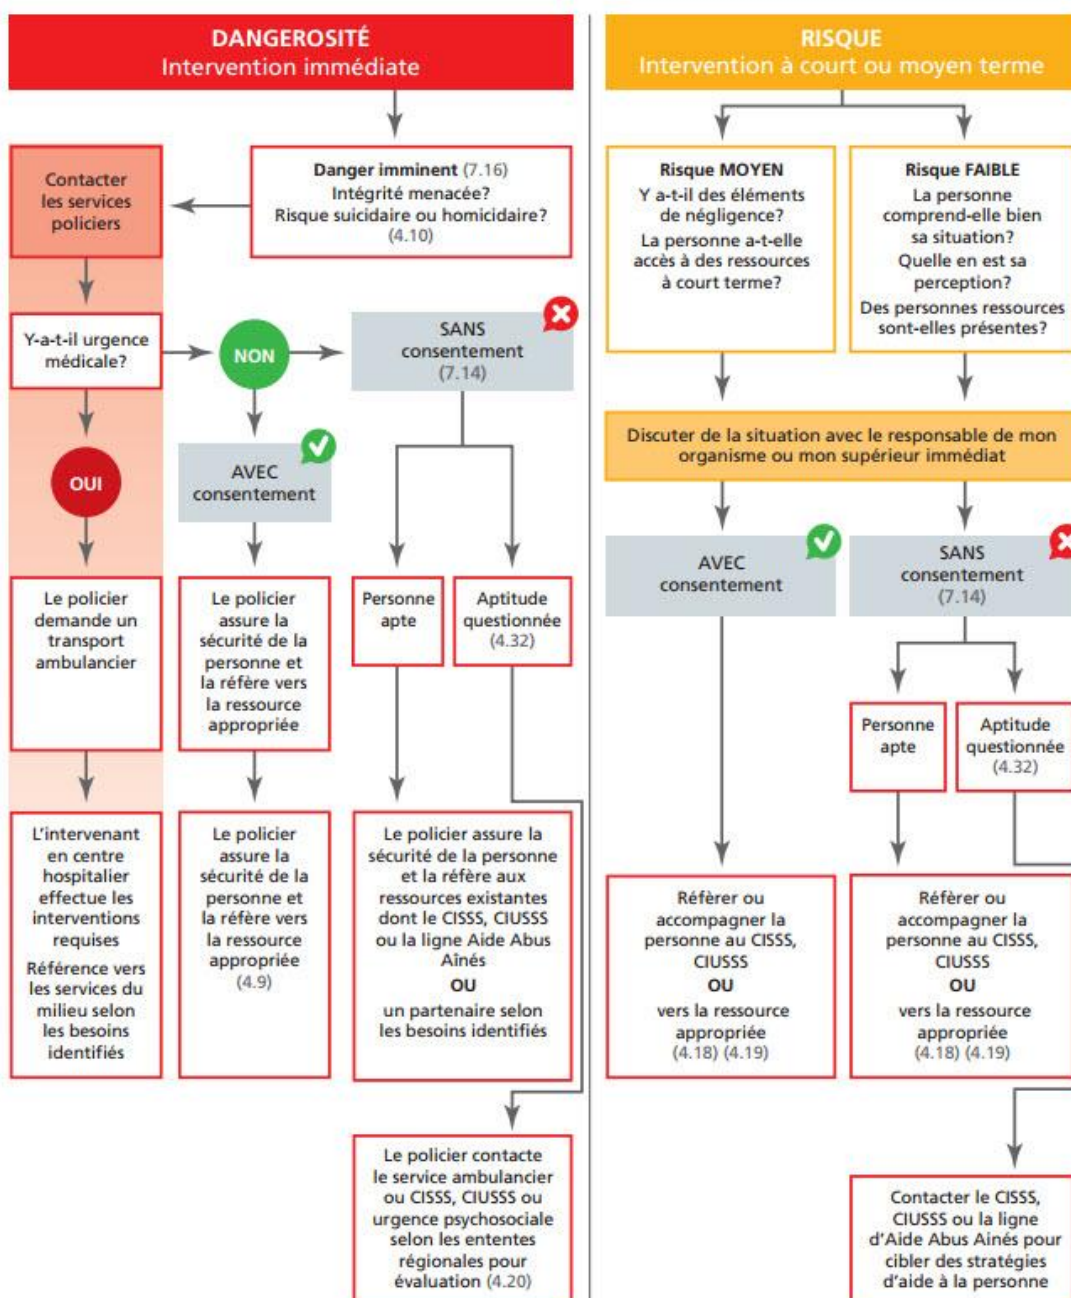 DANGEROSITÉ
Intervention immédiate
Danger imminent (7.16)
Intégrité menacée?
Risque suicidaire ou homicidaire?
(4.10)
Contacter
les services
policiers
Y-a-t-il urgence
médicale?
NON
SANS
consentement
(7.14)
OUI
AVEC
consentement
Le policier
demande un
transport
ambulancier
Le policier
assure la
sécurité de la
personne et
la réfère vers
la ressource
appropriée
Personne
apte
Aptitude
questionnée
(4.32)
L'intervenant
en centre
hospitalier
effectue les
interventions
requises
Référence vers
les services du
milieu selon
les besoins
identifiés
Le policier
assure la
sécurité de la
personne et
la réfère vers
la ressource
appropriée
(4.9)
Le policier assure la
sécurité de la personne
et la réfère aux
ressources existantes
dont le CISSS, CIUSSS
ou la ligne Aide Abus
Aînés
OU
un partenaire selon
les besoins identifiés
Le policier contacte
le service ambulancier
ou CISSS, CIUSSS ou
urgence psychosociale
selon les ententes
régionales pour
évaluation (4.20)
RISQUE
Intervention à court ou moyen terme
Risque MOYEN
Y a-t-il des éléments
de négligence?
La personne a-t-elle
accès à des ressources
à court terme?
Risque FAIBLE
La personne
comprend-elle bien
sa situation?
Quelle en est sa
perception?
Des personnes ressources
sont-elles présentes?
Discuter de la situation avec le responsable de mon
organisme ou mon supérieur immédiat
AVEC
consentement
SANS
consentement
(7.14)
Personne
apte
Aptitude
questionnée
(4.32)
Réfèrer ou
accompagner la
personne au CISSS,
CIUSSS
OU
vers la ressource
appropriée
(4.18) (4.19)
Réfèrer ou
accompagner la
personne au CISSS,
CIUSSS
OU
vers la ressource
appropriée
(4.18) (4.19)
Contacter le CISSS,
CIUSSS ou la ligne
d'Aide Abus Ainés pour
cibler des stratégies
d'aide à la personne